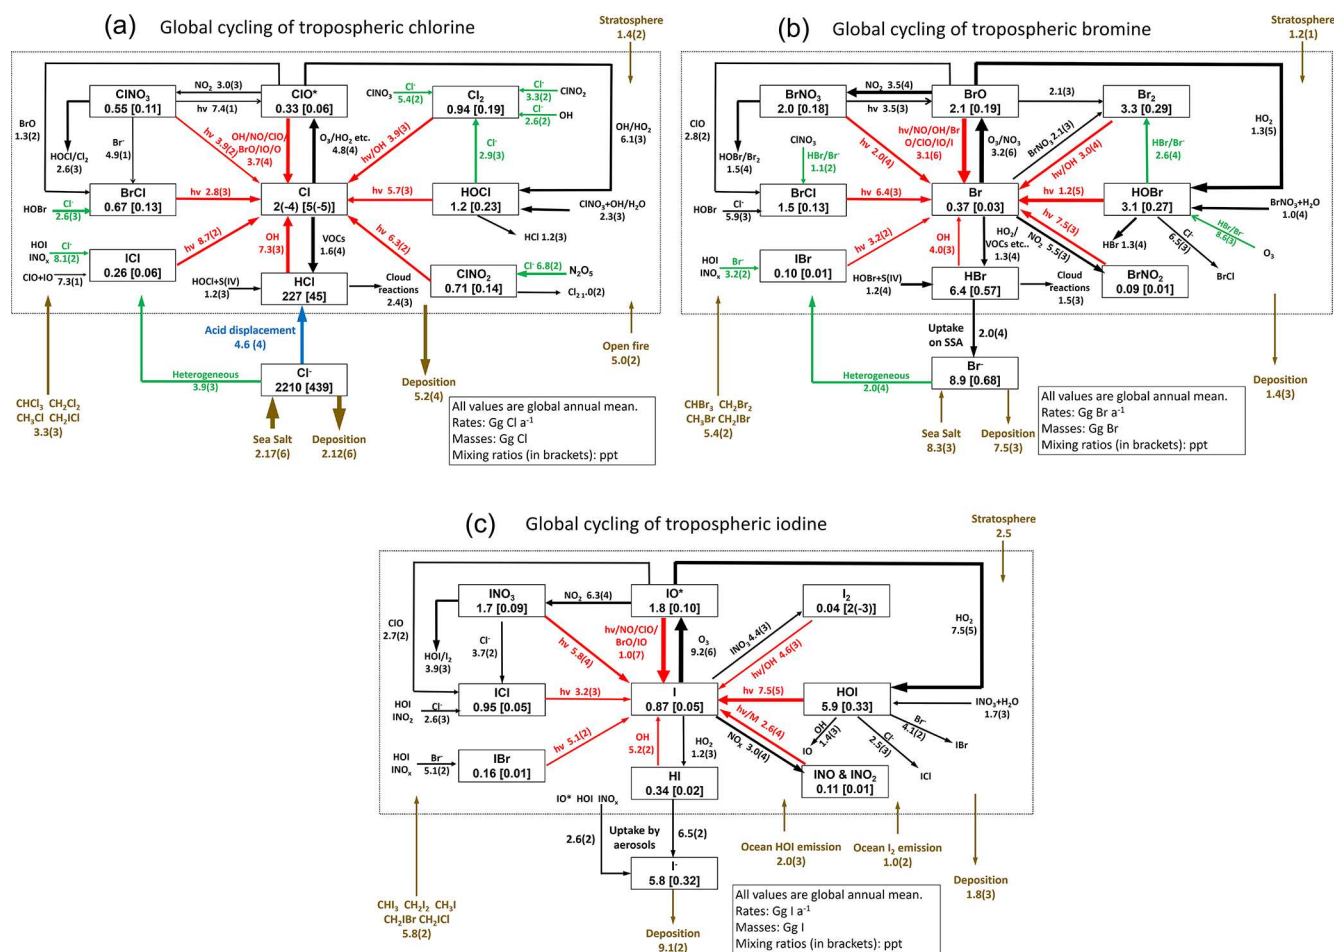 (a)
Global cycling of tropospheric chlorine
Stratosphere
1.4(2)
ClNO₃
0.55 [0.11]
NO₂ 3.0(3)
hv 7.4(1)
ClO*
0.33 [0.06]
ClNO₃
Cl⁻
5.4(2)
Cl₂
0.94 [0.19]
Cl⁻
3.3(2)
ClNO₂
Cl⁻
2.6(2)
OH
BrO
1.3(2)
HOCl/Cl₂
2.6(3)
Br⁻
4.9(1)
hv 3.9(2)
OH/NO/ClO/
BrO/IO/O
3.7(4)
O₃/HO₂ etc.
4.8(4)
hv/OH 3.9(3)
Cl⁻
2.9(3)
OH/HO₂
6.1(3)
HOBr
Cl⁻
2.6(3)
BrCl
0.67 [0.13]
hv 2.8(3)
Cl
2(-4) [5(-5)]
hv 5.7(3)
HOCl
1.2 [0.23]
ClNO₃+OH/H₂O
2.3(3)
HCl 1.2(3)
HOI
INOₓ
Cl⁻
8.1(2)
ClO+IO
7.3(1)
ICl
0.26 [0.06]
hv 8.7(2)
OH
7.3(3)
VOCs
1.6(4)
hv 6.3(2)
ClNO₂
0.71 [0.14]
Cl⁻ 6.8(2)
N₂O₅
Cl₂ 1.0(2)
HOCl+S(IV)
1.2(3)
HCl
227 [45]
Cloud
reactions
2.4(3)
Acid displacement
4.6 (4)
Open fire
5.0(2)
Heterogeneous
3.9(3)
Cl⁻
2210 [439]
Deposition
5.2(4)
CHCl₃ CH₂Cl₂
CH₃Cl CH₂ICl
3.3(3)
Sea Salt
2.17(6)
Deposition
2.12(6)
All values are global annual mean.
Rates: Gg Cl a⁻¹
Masses: Gg Cl
Mixing ratios (in brackets): ppt
(b)
Global cycling of tropospheric bromine
Stratosphere
1.2(1)
BrNO₃
2.0 [0.18]
NO₂ 3.5(4)
hv 3.5(3)
BrO
2.1 [0.19]
2.1(3)
Br₂
3.3 [0.29]
ClO
2.8(2)
HOBr/Br₂
1.5(4)
ClNO₃
HBr/Br⁻
1.1(2)
hv 2.0(4)
hv/NO/OH/Br
O/ClO/IO/I
3.1(6)
O₃/NO₃
3.2(6)
BrNO₃ 2.1(3)
hv/OH 3.0(4)
HBr/Br⁻
2.6(4)
HO₂
1.3(5)
HOBr
Cl⁻
5.9(3)
BrCl
1.5 [0.13]
hv 6.4(3)
Br
0.37 [0.03]
hv 1.2(5)
HOBr
3.1 [0.27]
BrNO₃+H₂O
1.0(4)
HBr 1.3(4)
Cl⁻
6.5(3)
BrCl
HBr/Br⁻
8.6(3)
O₃
HOI
INOₓ
Br⁻
3.2(2)
IBr
0.10 [0.01]
hv 3.2(2)
OH
4.0(3)
HO₂/
VOCs etc..
1.3(4)
hv 7.5(3)
NO₂ 5.5(3)
BrNO₂
0.09 [0.01]
HOBr+S(IV)
1.2(4)
HBr
6.4 [0.57]
Cloud
reactions
1.5(3)
Uptake
on SSA
2.0(4)
Heterogeneous
2.0(4)
Br⁻
8.9 [0.68]
Deposition
1.4(3)
CHBr₃ CH₂Br₂
CH₃Br CH₂IBr
5.4(2)
Sea Salt
8.3(3)
Deposition
7.5(3)
All values are global annual mean.
Rates: Gg Br a⁻¹
Masses: Gg Br
Mixing ratios (in brackets): ppt
(c)
Global cycling of tropospheric iodine
Stratosphere
2.5
INO₃
1.7 [0.09]
NO₂ 6.3(4)
IO*
1.8 [0.10]
I₂
0.04 [2(-3)]
ClO
2.7(2)
HOI/I₂
3.9(3)
Cl⁻
3.7(2)
hv 5.8(4)
hv/NO/ClO/
BrO/IO
1.0(7)
O₃
9.2(6)
INO₃ 4.4(3)
hv/OH 4.6(3)
HO₂
7.5(5)
HOI
INO₂
Cl⁻
2.6(3)
ICl
0.95 [0.05]
hv 3.2(3)
I
0.87 [0.05]
hv 7.5(5)
HOI
5.9 [0.33]
INO₃+H₂O
1.7(3)
OH
1.4(3)
IO
Cl⁻
2.5(3)
ICl
Br⁻
4.1(2)
IBr
HOI
INOₓ
Br⁻
5.1(2)
IBr
0.16 [0.01]
hv 5.1(2)
OH
5.2(2)
HO₂
1.2(3)
hv/M 2.6(4)
NOₓ 3.0(4)
INO & INO₂
0.11 [0.01]
HI
0.34 [0.02]
IO* HOI INOₓ
2.6(2)
Uptake by
aerosols
6.5(2)
Ocean HOI emission
2.0(3)
Ocean I₂ emission
1.0(2)
I⁻
5.8 [0.32]
Deposition
1.8(3)
CHI₃ CH₂I₂ CH₃I
CH₂IBr CH₂ICl
5.8(2)
Deposition
9.1(2)
All values are global annual mean.
Rates: Gg I a⁻¹
Masses: Gg I
Mixing ratios (in brackets): ppt